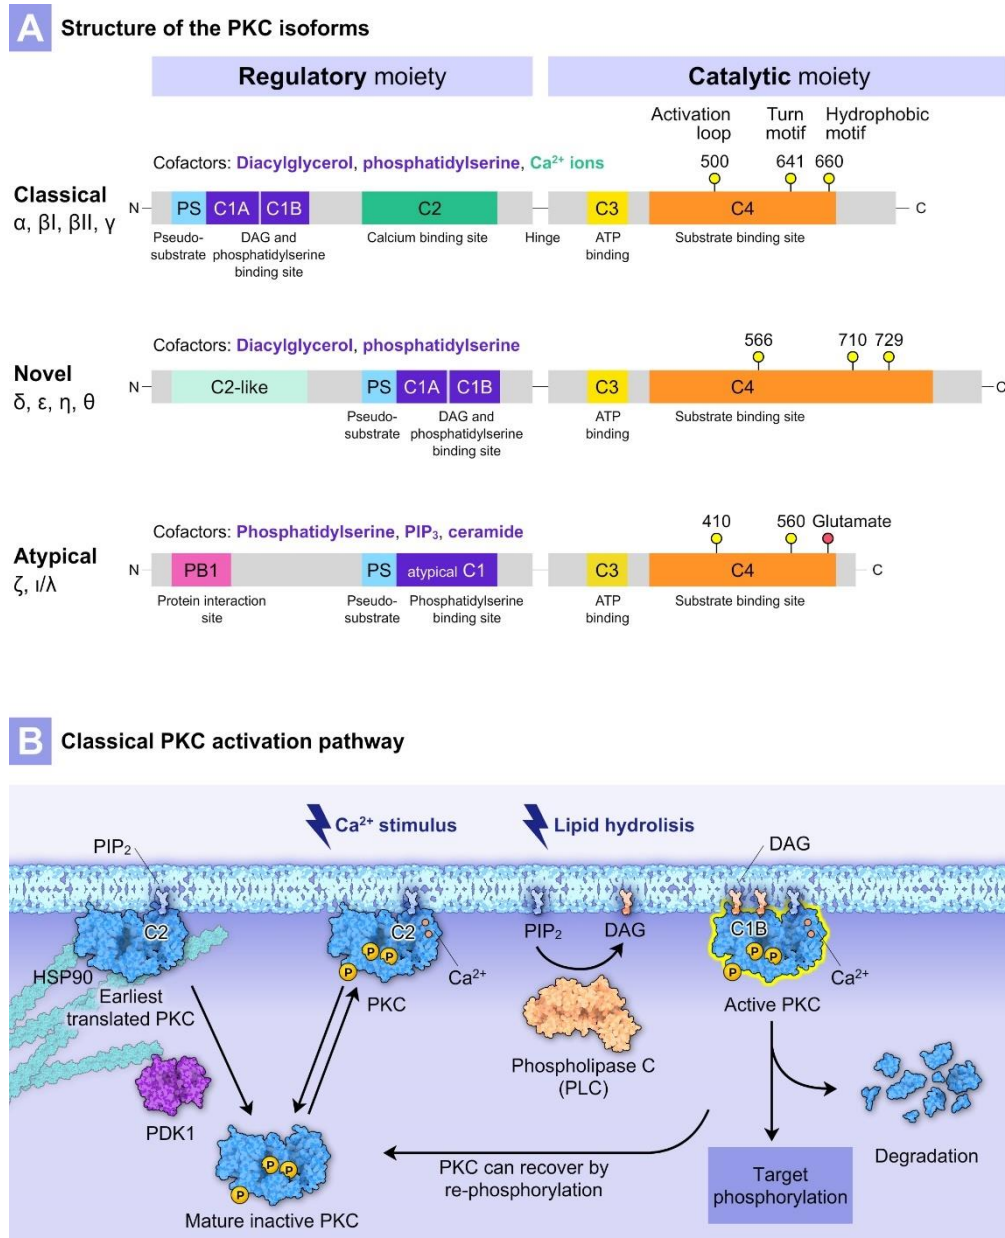 A Structure of the PKC isoforms
Regulatory moiety
Catalytic moiety
Activation loop
Turn motif
Hydrophobic motif
Cofactors: Diacylglycerol, phosphatidylserine, Ca²⁺ ions
500
641
660
Classical
α, βI, βII, γ
N
PS
C1A
C1B
C2
C3
C4
C
Pseudo-
substrate
DAG and
phosphatidylserine
binding site
Calcium binding site
Hinge
ATP
binding
Substrate binding site
Cofactors: Diacylglycerol, phosphatidylserine
566
710
729
Novel
δ, ε, η, θ
N
C2-like
PS
C1A
C1B
C3
C4
C
Pseudo-
substrate
DAG and
phosphatidylserine
binding site
ATP
binding
Substrate binding site
Cofactors: Phosphatidylserine, PIP₃, ceramide
410
560
Glutamate
Atypical
ζ, ι/λ
N
PB1
PS
atypical C1
C3
C4
C
Protein interaction
site
Pseudo-
substrate
Phosphatidylserine
binding site
ATP
binding
Substrate binding site
B Classical PKC activation pathway
Ca²⁺ stimulus
Lipid hydrolisis
PIP₂
DAG
C2
C2
PIP₂
DAG
C1B
HSP90
Earliest
translated PKC
P
P
P
PKC
Ca²⁺
Phospholipase C
(PLC)
P
P
P
Active PKC
Ca²⁺
PDK1
P
P
P
Mature inactive PKC
PKC can recover by
re-phosphorylation
Target
phosphorylation
Degradation